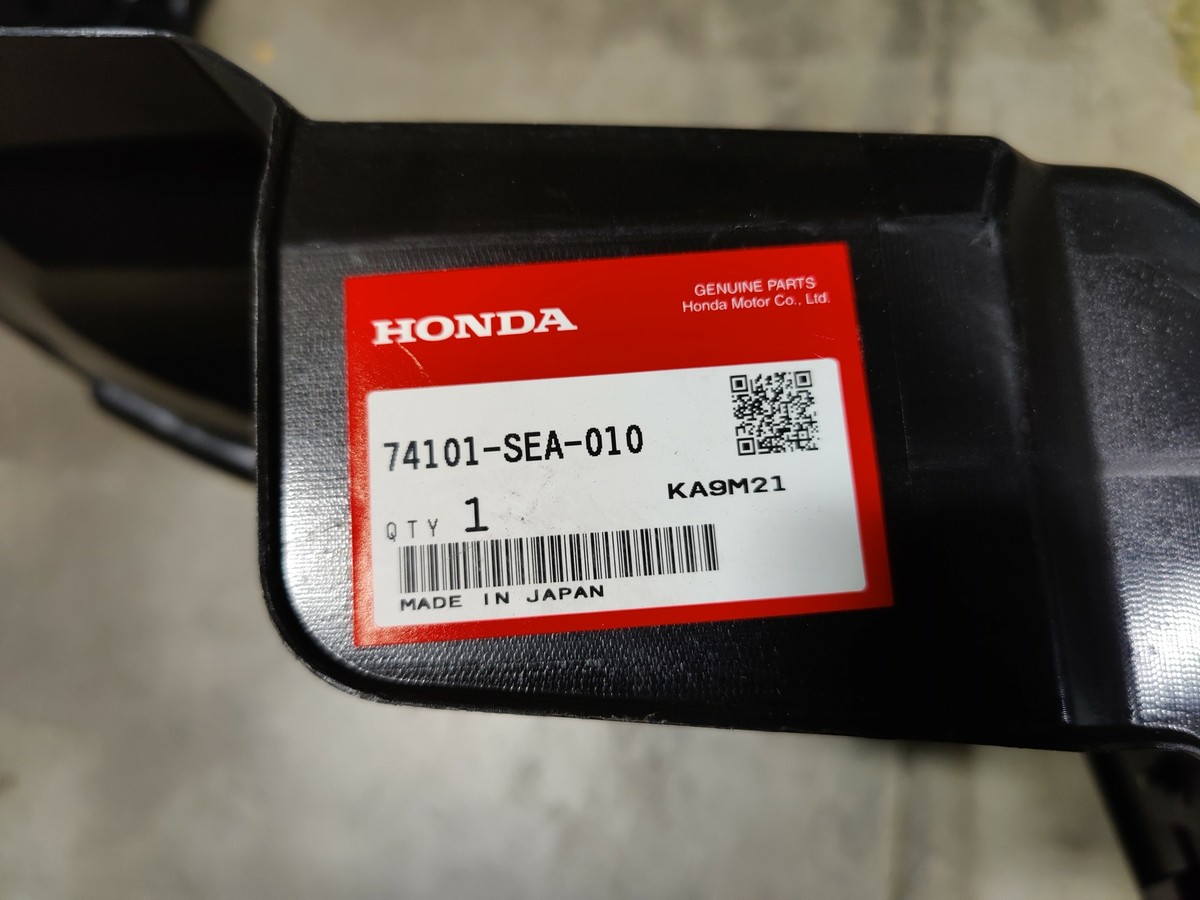 HONDA
GENUINE PARTS
Honda Motor Co., Ltd.
74101-SEA-010
KA9M21
QTY 1
MADE IN JAPAN